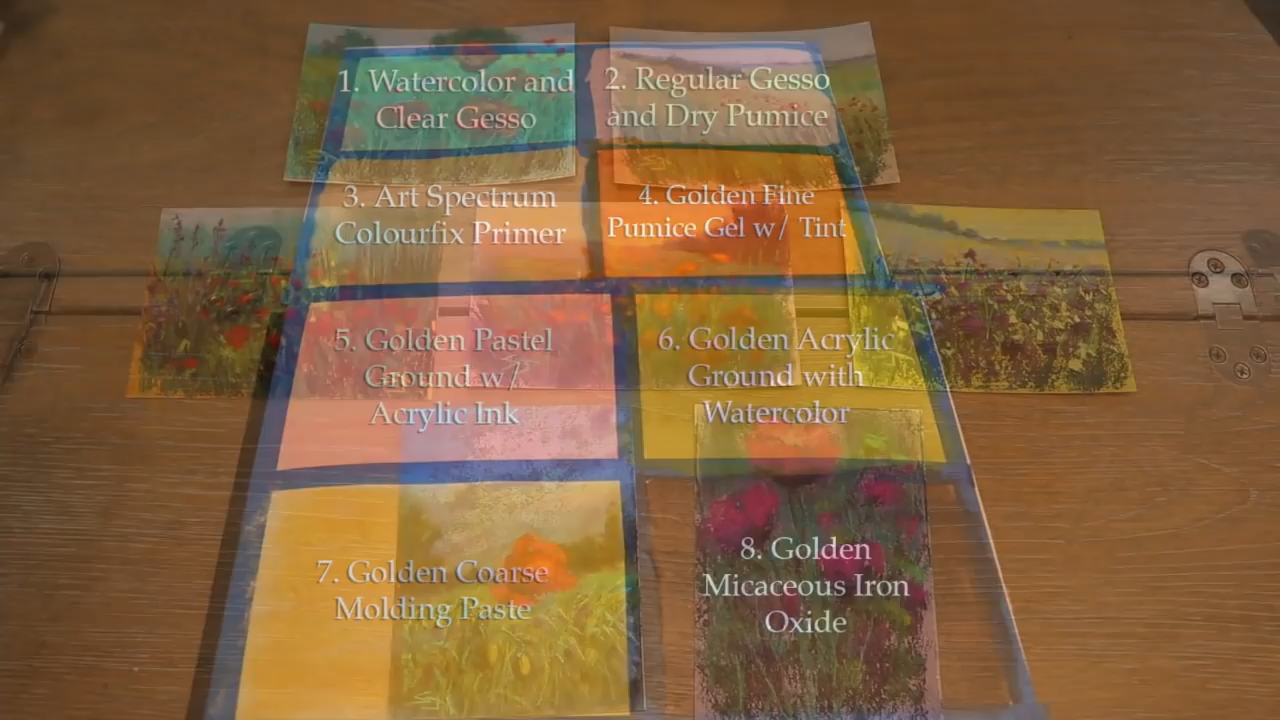 1. Watercolor and
Clear Gesso
2. Regular Gesso
and Dry Pumice
3. Art Spectrum
Colourfix Primer
4. Golden Fine
Pumice Gel w/ Tint
5. Golden Pastel
Ground w/
Acrylic Ink
6. Golden Acrylic
Ground with
Watercolor
7. Golden Coarse
Molding Paste
8. Golden
Micaceous Iron
Oxide